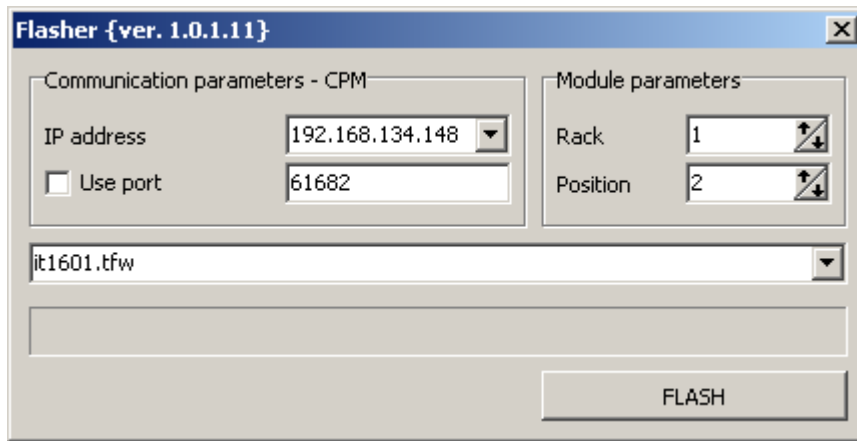 Flasher {ver. 1.0.1.11}
Communication parameters - CPM
IP address
192.168.134.148
Use port
61682
Module parameters
Rack
1
Position
2
it1601.tfw
FLASH